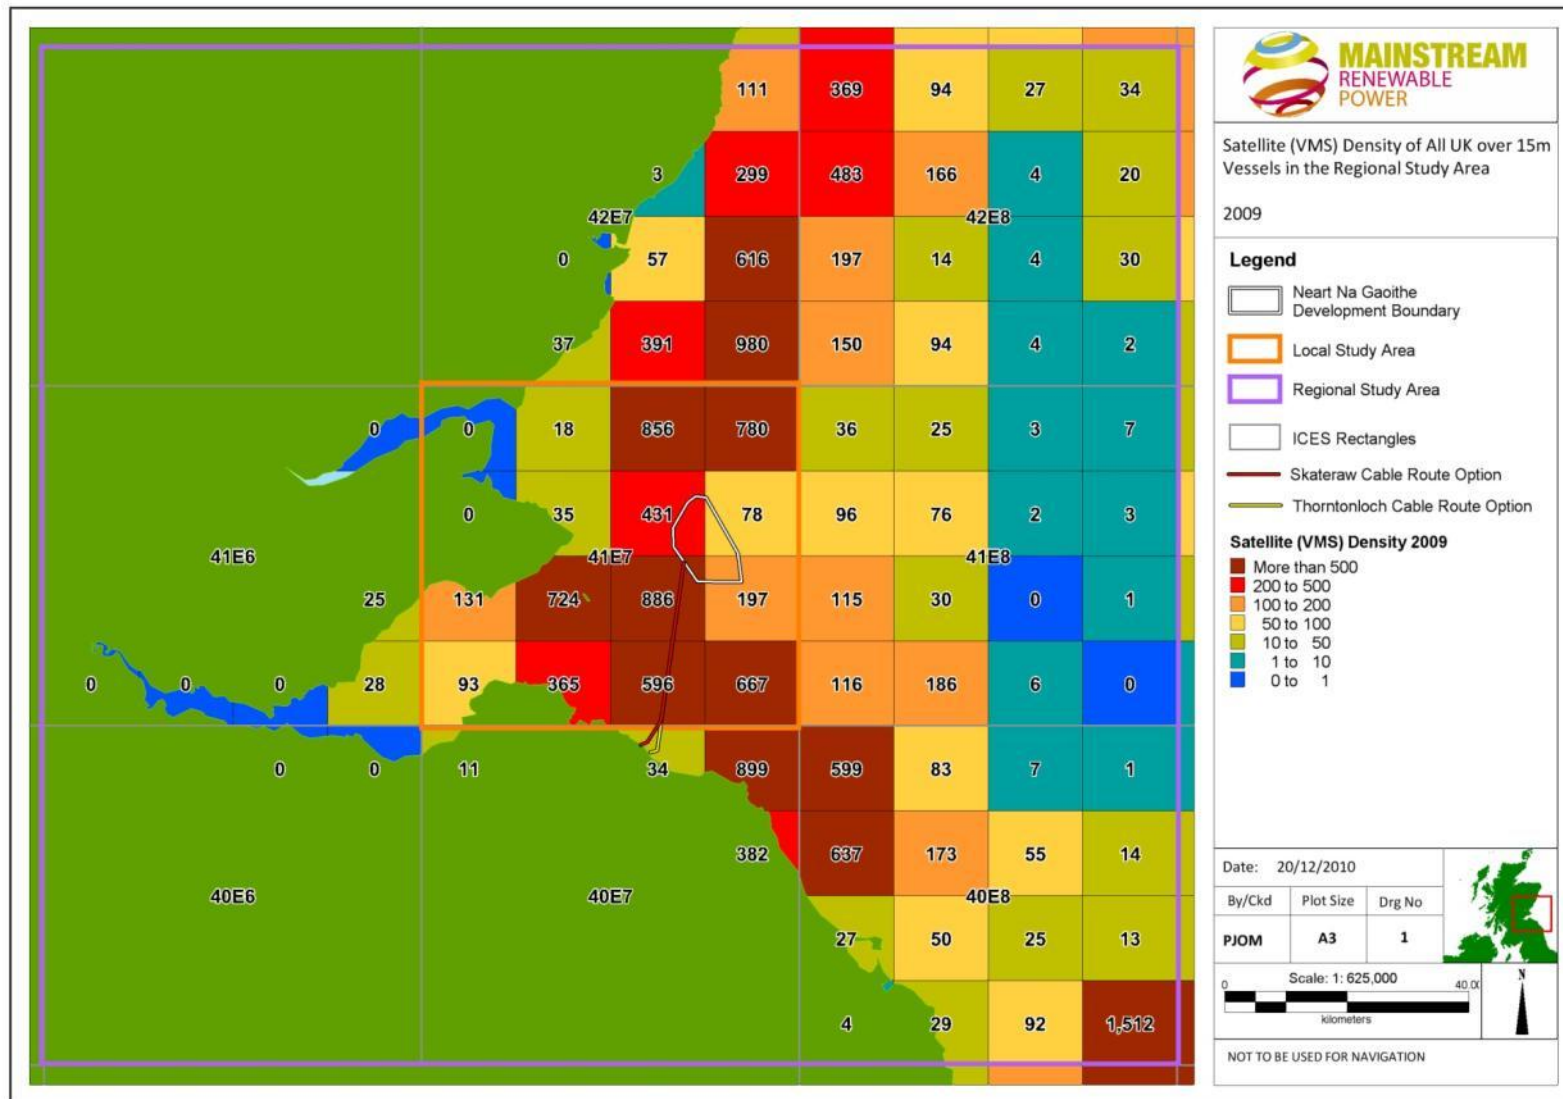 111 369 94 27 34
3 299 483 166 4 20
42E7 42E8
0 57 616 197 14 4 30
37 391 980 150 94 4 2
0 0 18 856 780 36 25 3 7
0 35 431 78 96 76 2 3
41E6 41E7 41E8
25 131 724 886 197 115 30 0 1
0 0 0 28 93 365 596 667 116 186 6 0
0 0 11 34 899 599 83 7 1
382 637 173 55 14
40E6 40E7 40E8
27 50 25 13
4 29 92 1,512
MAINSTREAM
RENEWABLE
POWER
Satellite (VMS) Density of All UK over 15m
Vessels in the Regional Study Area
2009
Legend
Neart Na Gaoithe
Development Boundary
Local Study Area
Regional Study Area
ICES Rectangles
Skateraw Cable Route Option
Thorntonloch Cable Route Option
Satellite (VMS) Density 2009
More than 500
200 to 500
100 to 200
50 to 100
10 to 50
1 to 10
0 to 1
Date: 20/12/2010
By/Ckd Plot Size Drg No
PJOM A3 1
Scale: 1: 625,000
0 40.00
kilometers
N
NOT TO BE USED FOR NAVIGATION